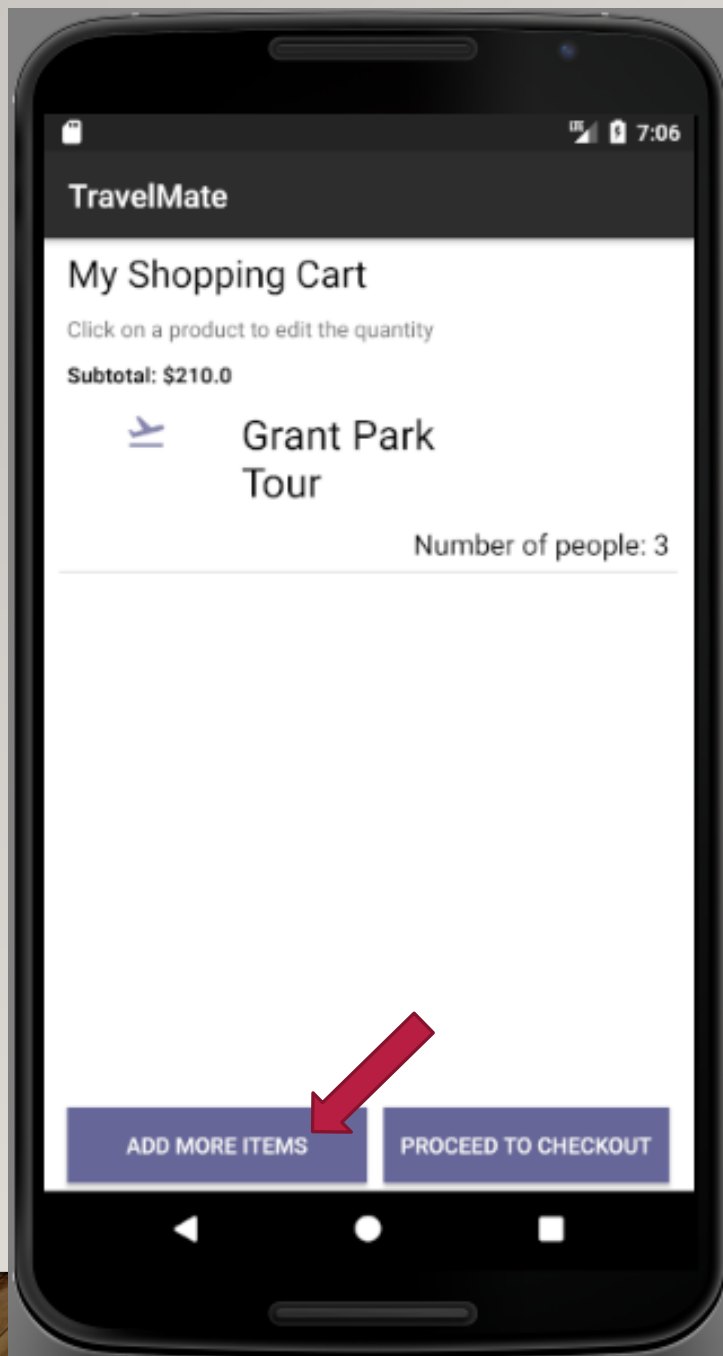 LTE 7:06
TravelMate
My Shopping Cart
Click on a product to edit the quantity
Subtotal: $210.0
Grant Park
Tour
Number of people: 3
ADD MORE ITEMS PROCEED TO CHECKOUT